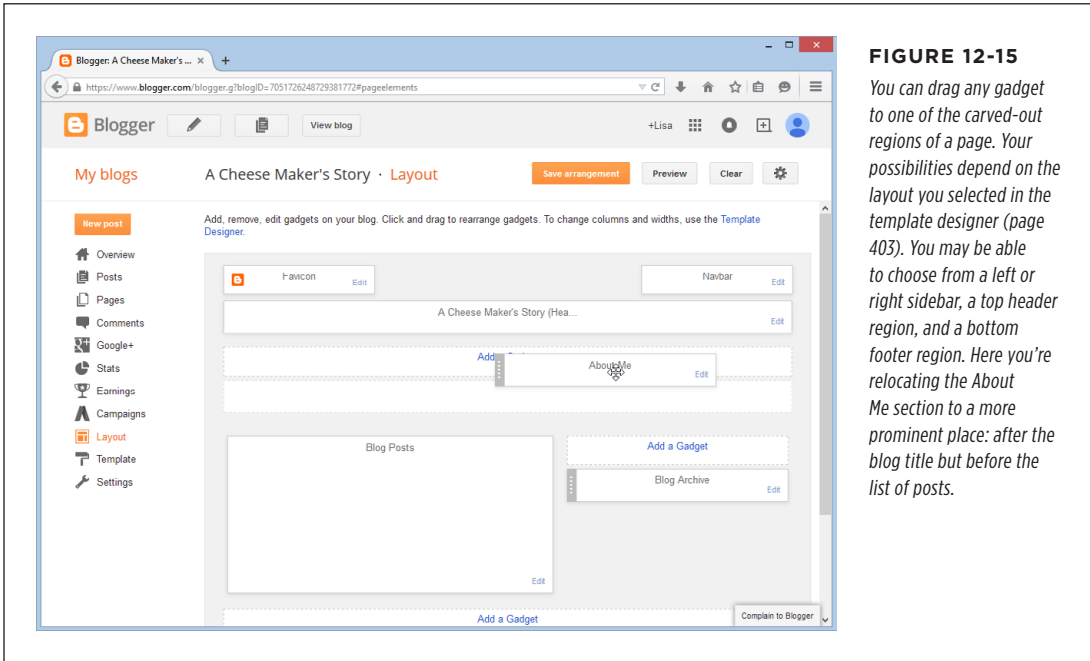 Blogger: A Cheese Maker's ...
https://www.blogger.com/blogger.g?blogID=7051726248729381772#pageelements
Blogger
View blog
+Lisa
My blogs
A Cheese Maker's Story · Layout
Save arrangement
Preview
Clear
New post
Add, remove, edit gadgets on your blog. Click and drag to rearrange gadgets. To change columns and widths, use the Template
Designer.
Overview
Posts
Pages
Comments
Google+
Stats
Earnings
Campaigns
Layout
Template
Settings
Favicon
Edit
Navbar
Edit
A Cheese Maker's Story (Hea...
Edit
Add
About Me
Edit
Blog Posts
Edit
Add a Gadget
Blog Archive
Edit
Add a Gadget
Complain to Blogger
FIGURE 12-15
You can drag any gadget
to one of the carved-out
regions of a page. Your
possibilities depend on the
layout you selected in the
template designer (page
403). You may be able
to choose from a left or
right sidebar, a top header
region, and a bottom
footer region. Here you're
relocating the About
Me section to a more
prominent place: after the
blog title but before the
list of posts.